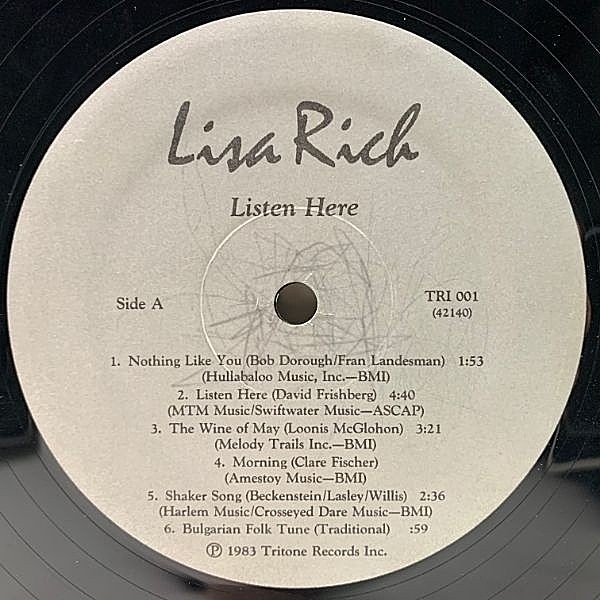 Lisa Rich
Listen Here
Side A
TRI 001
(42140)
1. Nothing Like You (Bob Dorough/Fran Landesman) 1:53
(Hullabaloo Music, Inc.—BMI)
2. Listen Here (David Frishberg) 4:40
(MTM Music/Swiftwater Music—ASCAP)
3. The Wine of May (Loonis McGlohon) 3:21
(Melody Trails Inc.—BMI)
4. Morning (Clare Fischer)
(Amestoy Music—BMI)
5. Shaker Song (Beckenstein/Lasley/Willis) 2:36
(Harlem Music/Crosseyed Dare Music—BMI)
6. Bulgarian Folk Tune (Traditional) :59
℗ 1983 Tritone Records Inc.